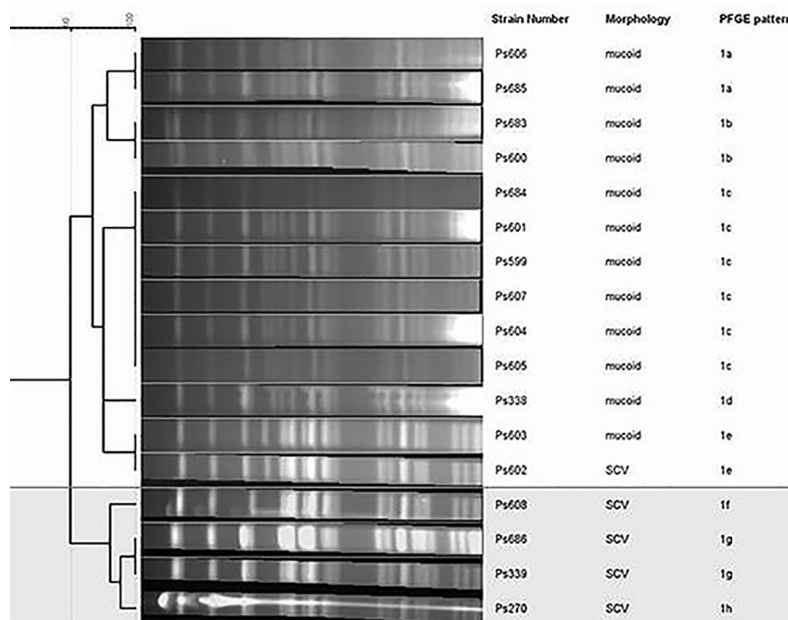 100
Strain Number Morphology PFGE pattern
Ps606 mucoid 1a
Ps685 mucoid 1a
Ps683 mucoid 1b
Ps600 mucoid 1b
Ps684 mucoid 1c
Ps601 mucoid 1c
Ps599 mucoid 1c
Ps607 mucoid 1c
Ps604 mucoid 1c
Ps605 mucoid 1c
Ps338 mucoid 1d
Ps603 mucoid 1e
Ps602 SCV 1e
Ps608 SCV 1f
Ps686 SCV 1g
Ps339 SCV 1g
Ps270 SCV 1h